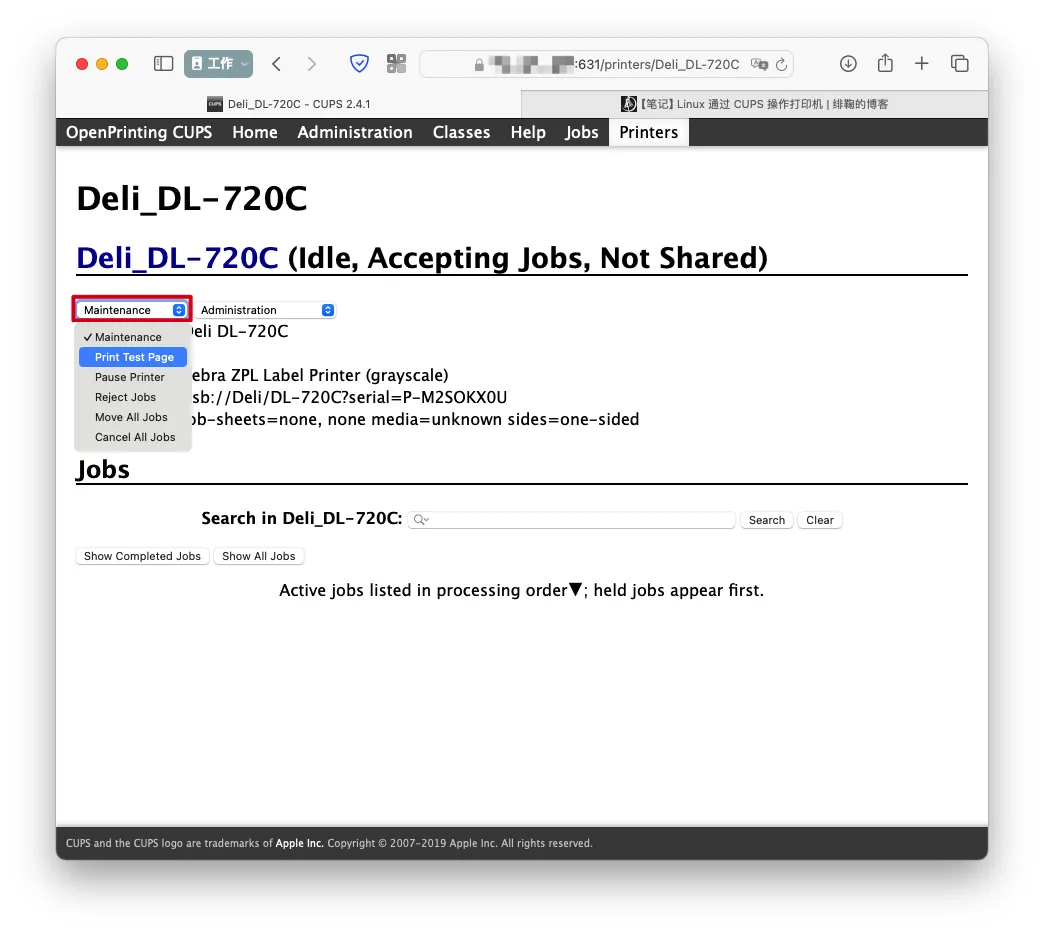 工作
:631/printers/Deli_DL-720C
CUPS Deli_DL-720C - CUPS 2.4.1
【笔记】Linux 通过 CUPS 操作打印机 | 绯鞠的博客
OpenPrinting CUPS Home Administration Classes Help Jobs Printers
Deli_DL-720C
Deli_DL-720C (Idle, Accepting Jobs, Not Shared)
Maintenance Administration
eli DL-720C
✓ Maintenance
Print Test Page
Pause Printer
ebra ZPL Label Printer (grayscale)
Reject Jobs
sb://Deli/DL-720C?serial=P-M2SOKX0U
Move All Jobs
ob-sheets=none, none media=unknown sides=one-sided
Cancel All Jobs
Jobs
Search in Deli_DL-720C: Search Clear
Show Completed Jobs Show All Jobs
Active jobs listed in processing order▼; held jobs appear first.
CUPS and the CUPS logo are trademarks of Apple Inc. Copyright © 2007-2019 Apple Inc. All rights reserved.